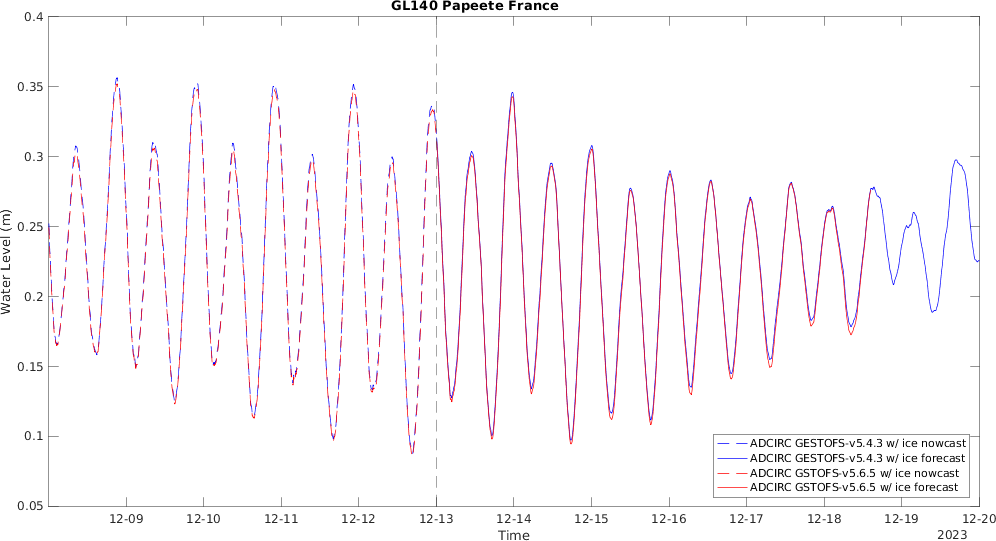 GL140 Papeete France
0.4
0.35
0.3
0.25
0.2
0.15
0.1
0.05
Water Level (m)
ADCIRC GESTOFS-v5.4.3 w/ ice nowcast
ADCIRC GESTOFS-v5.4.3 w/ ice forecast
ADCIRC GSTOFS-v5.6.5 w/ ice nowcast
ADCIRC GSTOFS-v5.6.5 w/ ice forecast
12-09 12-10 12-11 12-12 12-13 12-14 12-15 12-16 12-17 12-18 12-19 12-20
Time
2023